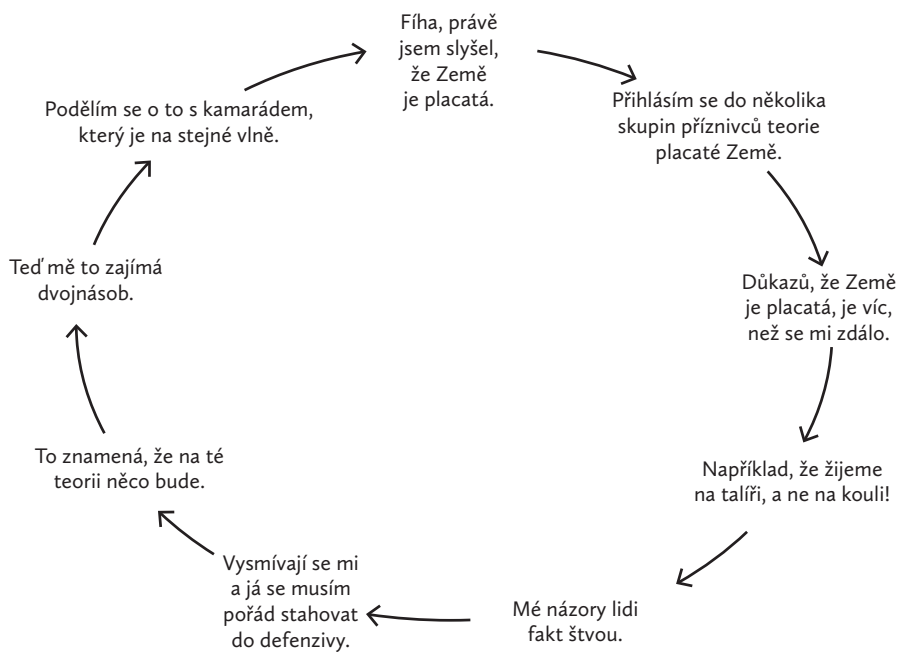 Fíha, právě
jsem slyšel,
že Země
je placatá.
Přihlásím se do několika
skupin příznivců teorie
placaté Země.
Důkazů, že Země
je placatá, je víc,
než se mi zdálo.
Například, že žijeme
na talíři, a ne na kouli!
Mé názory lidi
fakt štvou.
Vysmívají se mi
a já se musím
pořád stahovat
do defenzivy.
To znamená, že na té
teorii něco bude.
Teď mě to zajímá
dvojnásob.
Podělím se o to s kamarádem,
který je na stejné vlně.